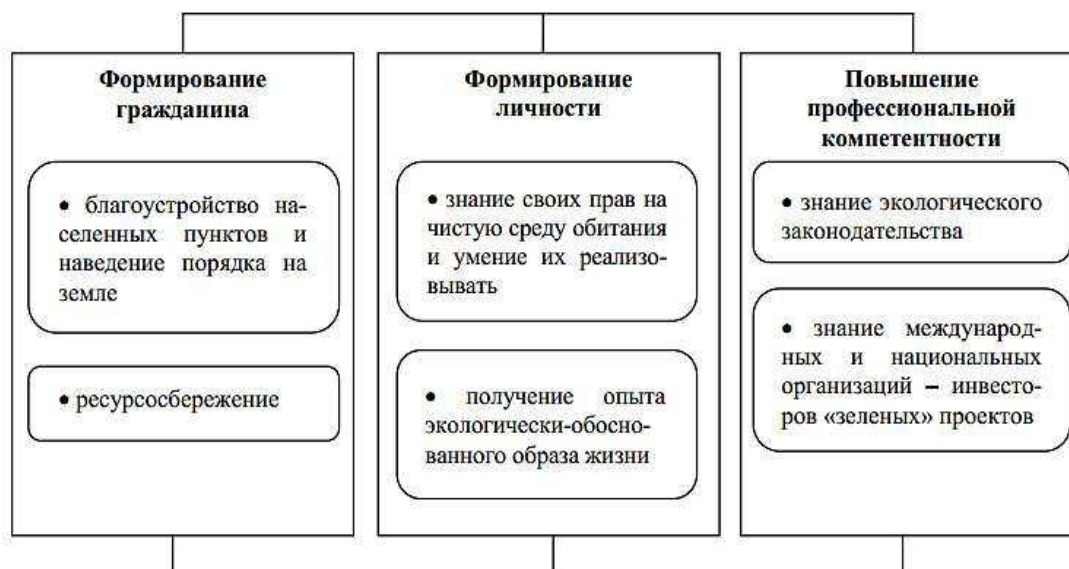 Формирование
гражданина
• благоустройство на-
селенных пунктов и
наведение порядка на
земле
• ресурсосбережение
Формирование
личности
• знание своих прав на
чистую среду обитания
и умение их реализо-
вывать
• получение опыта
экологически-обосно-
ванного образа жизни
Повышение
профессиональной
компетентности
• знание экологического
законодательства
• знание международ-
ных и национальных
организаций – инвесто-
ров «зеленых» проектов